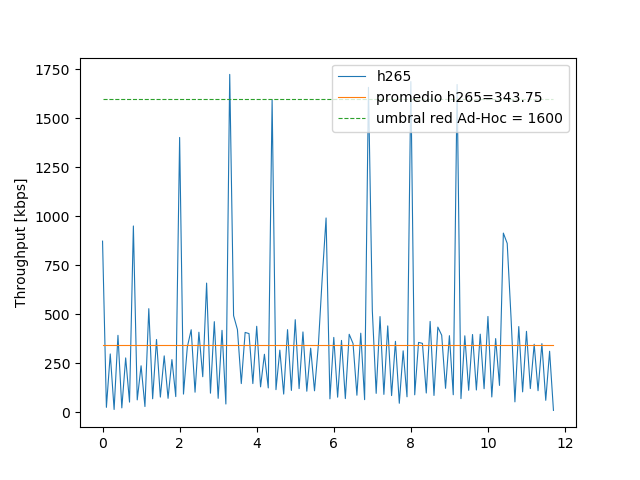 h265
promedio h265=343.75
umbral red Ad-Hoc = 1600
Throughput [kbps]
1750
1500
1250
1000
750
500
250
0
0 2 4 6 8 10 12